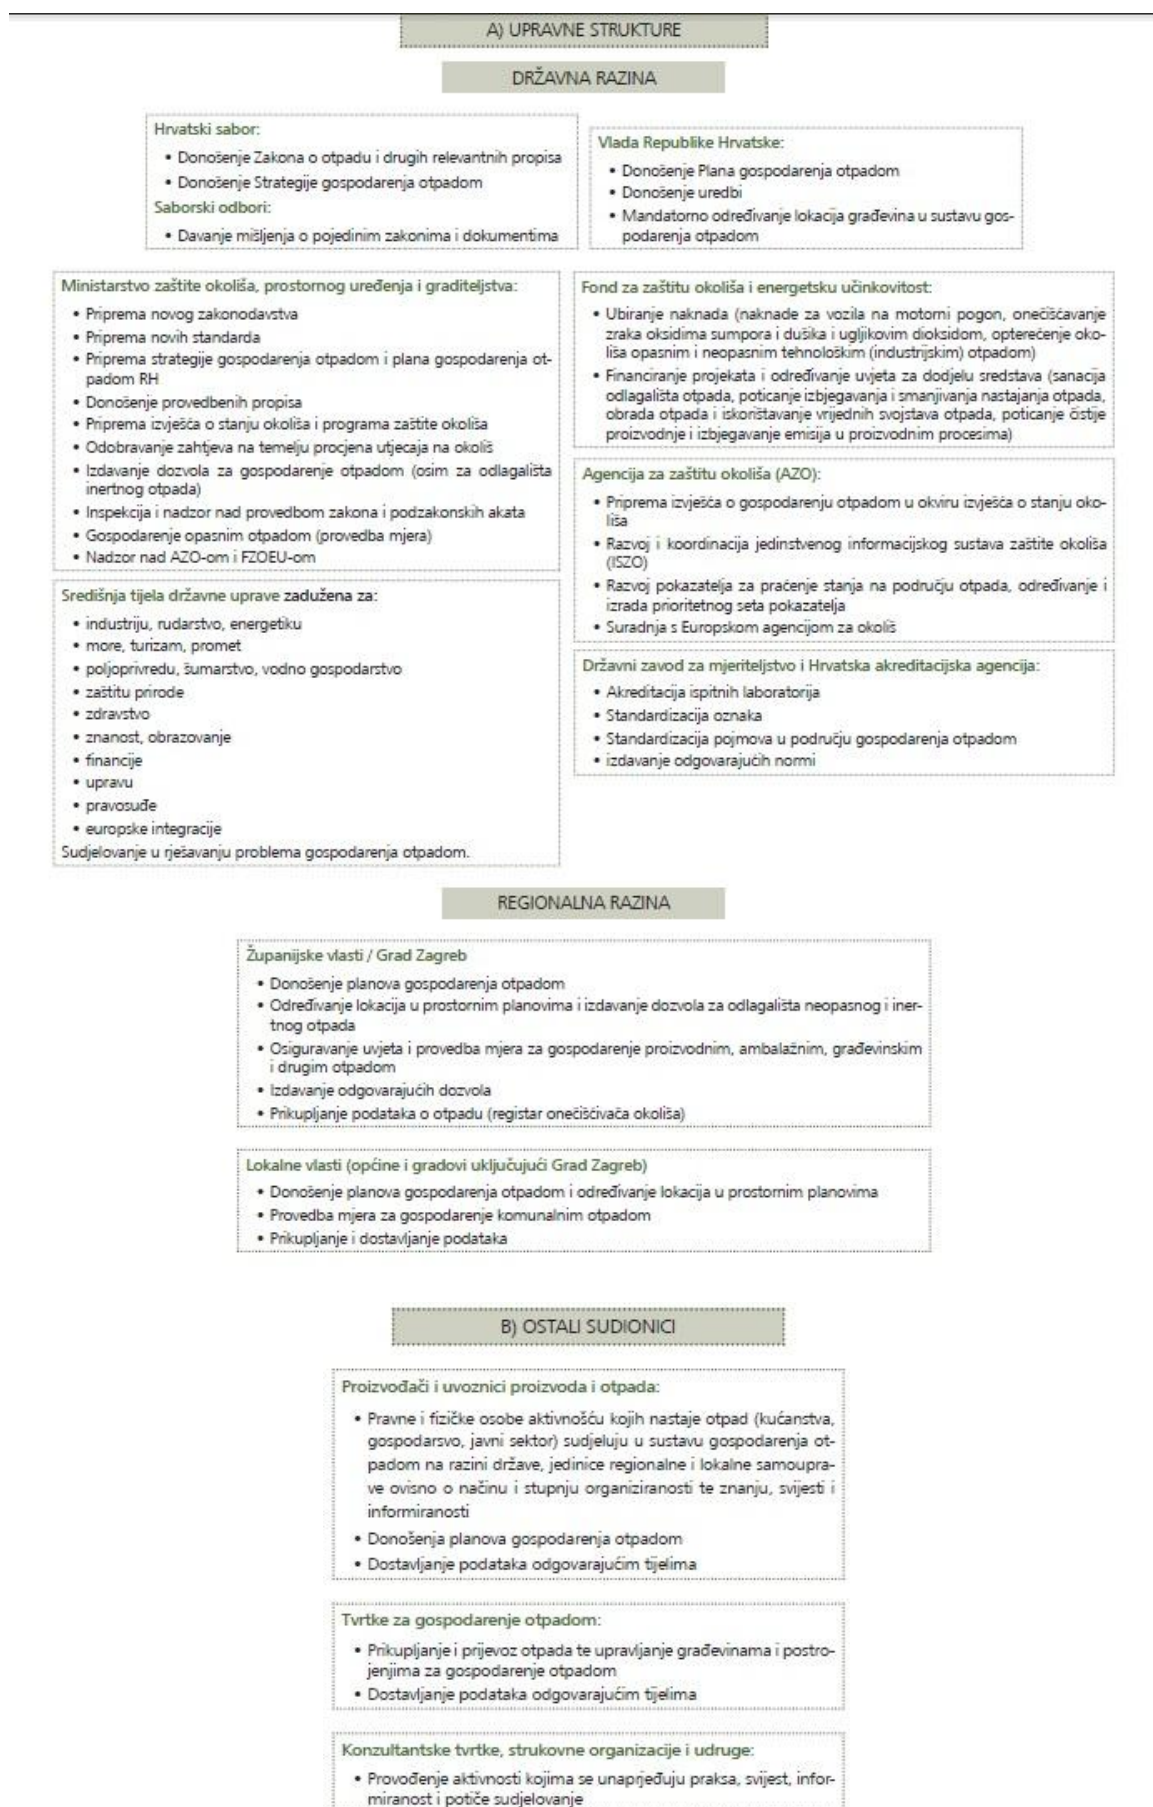 A) UPRAVNE STRUKTURE
DRŽAVNA RAZINA
Hrvatski sabor:
• Donošenje Zakona o otpadu i drugih relevantnih propisa
• Donošenje Strategije gospodarenja otpadom
Saborski odbori:
• Davanje mišljenja o pojedinim zakonima i dokumentima
Vlada Republike Hrvatske:
• Donošenje Plana gospodarenja otpadom
• Donošenje uredbi
• Mandatorno određivanje lokacija građevina u sustavu gos-
podarenja otpadom
Ministarstvo zaštite okoliša, prostornog uređenja i graditeljstva:
• Priprema novog zakonodavstva
• Priprema novih standarda
• Priprema strategije gospodarenja otpadom i plana gospodarenja ot-
padom RH
• Donošenje provedbenih propisa
• Priprema izvješća o stanju okoliša i programa zaštite okoliša
• Odobravanje zahtjeva na temelju procjena utjecaja na okoliš
• Izdavanje dozvola za gospodarenje otpadom (osim za odlagališta
inertnog otpada)
• Inspekcija i nadzor nad provedbom zakona i podzakonskih akata
• Gospodarenje opasnim otpadom (provedba mjera)
• Nadzor nad AZO-om i FZOEU-om
Središnja tijela državne uprave zadužena za:
• industriju, rudarstvo, energetiku
• more, turizam, promet
• poljoprivredu, šumarstvo, vodno gospodarstvo
• zaštitu prirode
• zdravstvo
• znanost, obrazovanje
• financije
• upravu
• pravosuđe
• europske integracije
Sudjelovanje u rješavanju problema gospodarenja otpadom.
Fond za zaštitu okoliša i energetsku učinkovitost:
• Ubiranje naknada (naknade za vozila na motorni pogon, onečišćavanje
zraka oksidima sumpora i dušika i ugljikovim dioksidom, opterećenje oko-
liša opasnim i neopasnim tehnološkim (industrijskim) otpadom)
• Financiranje projekata i određivanje uvjeta za dodjelu sredstava (sanacija
odlagališta otpada, poticanje izbjegavanja i smanjivanja nastajanja otpada,
obrada otpada i iskorištavanje vrijednih svojstava otpada, poticanje čistije
proizvodnje i izbjegavanje emisija u proizvodnim procesima)
Agencija za zaštitu okoliša (AZO):
• Priprema izvješća o gospodarenju otpadom u okviru izvješća o stanju oko-
liša
• Razvoj i koordinacija jedinstvenog informacijskog sustava zaštite okoliša
(ISZO)
• Razvoj pokazatelja za praćenje stanja na području otpada, određivanje i
izrada prioritetnog seta pokazatelja
• Suradnja s Europskom agencijom za okoliš
Državni zavod za mjeriteljstvo i Hrvatska akreditacijska agencija:
• Akreditacija ispitnih laboratorija
• Standardizacija oznaka
• Standardizacija pojmova u području gospodarenja otpadom
• izdavanje odgovarajućih normi
REGIONALNA RAZINA
Županijske vlasti / Grad Zagreb
• Donošenje planova gospodarenja otpadom
• Određivanje lokacija u prostornim planovima i izdavanje dozvola za odlagališta neopasnog i iner-
tnog otpada
• Osiguravanje uvjeta i provedba mjera za gospodarenje proizvodnim, ambalažnim, građevinskim
i drugim otpadom
• Izdavanje odgovarajućih dozvola
• Prikupljanje podataka o otpadu (registar onečišćivača okoliša)
Lokalne vlasti (općine i gradovi uključujući Grad Zagreb)
• Donošenje planova gospodarenja otpadom i određivanje lokacija u prostornim planovima
• Provedba mjera za gospodarenje komunalnim otpadom
• Prikupljanje i dostavljanje podataka
B) OSTALI SUDIONICI
Proizvođači i uvoznici proizvoda i otpada:
• Pravne i fizičke osobe aktivnošću kojih nastaje otpad (kućanstva,
gospodarsvo, javni sektor) sudjeluju u sustavu gospodarenja ot-
padom na razini države, jedinice regionalne i lokalne samoupra-
ve ovisno o načinu i stupnju organiziranosti te znanju, svijesti i
informiranosti
• Donošenja planova gospodarenja otpadom
• Dostavljanje podataka odgovarajućim tijelima
Tvrtke za gospodarenje otpadom:
• Prikupljanje i prijevoz otpada te upravljanje građevinama i postro-
jenjima za gospodarenje otpadom
• Dostavljanje podataka odgovarajućim tijelima
Konzultantske tvrtke, strukovne organizacije i udruge:
• Provođenje aktivnosti kojima se unaprjeđuju praksa, svijest, infor-
miranost i potiče sudjelovanje